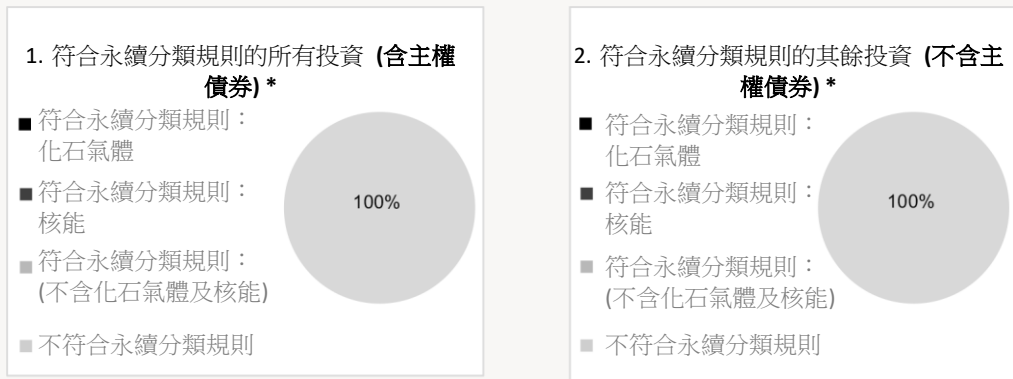 1. 符合永續分類規則的所有投資 (含主權
債券) *
符合永續分類規則：
化石氣體
符合永續分類規則：
核能
符合永續分類規則：
(不含化石氣體及核能)
不符合永續分類規則
100%
2. 符合永續分類規則的其餘投資 (不含主
權債券) *
符合永續分類規則：
化石氣體
符合永續分類規則：
核能
符合永續分類規則：
(不含化石氣體及核能)
不符合永續分類規則
100%